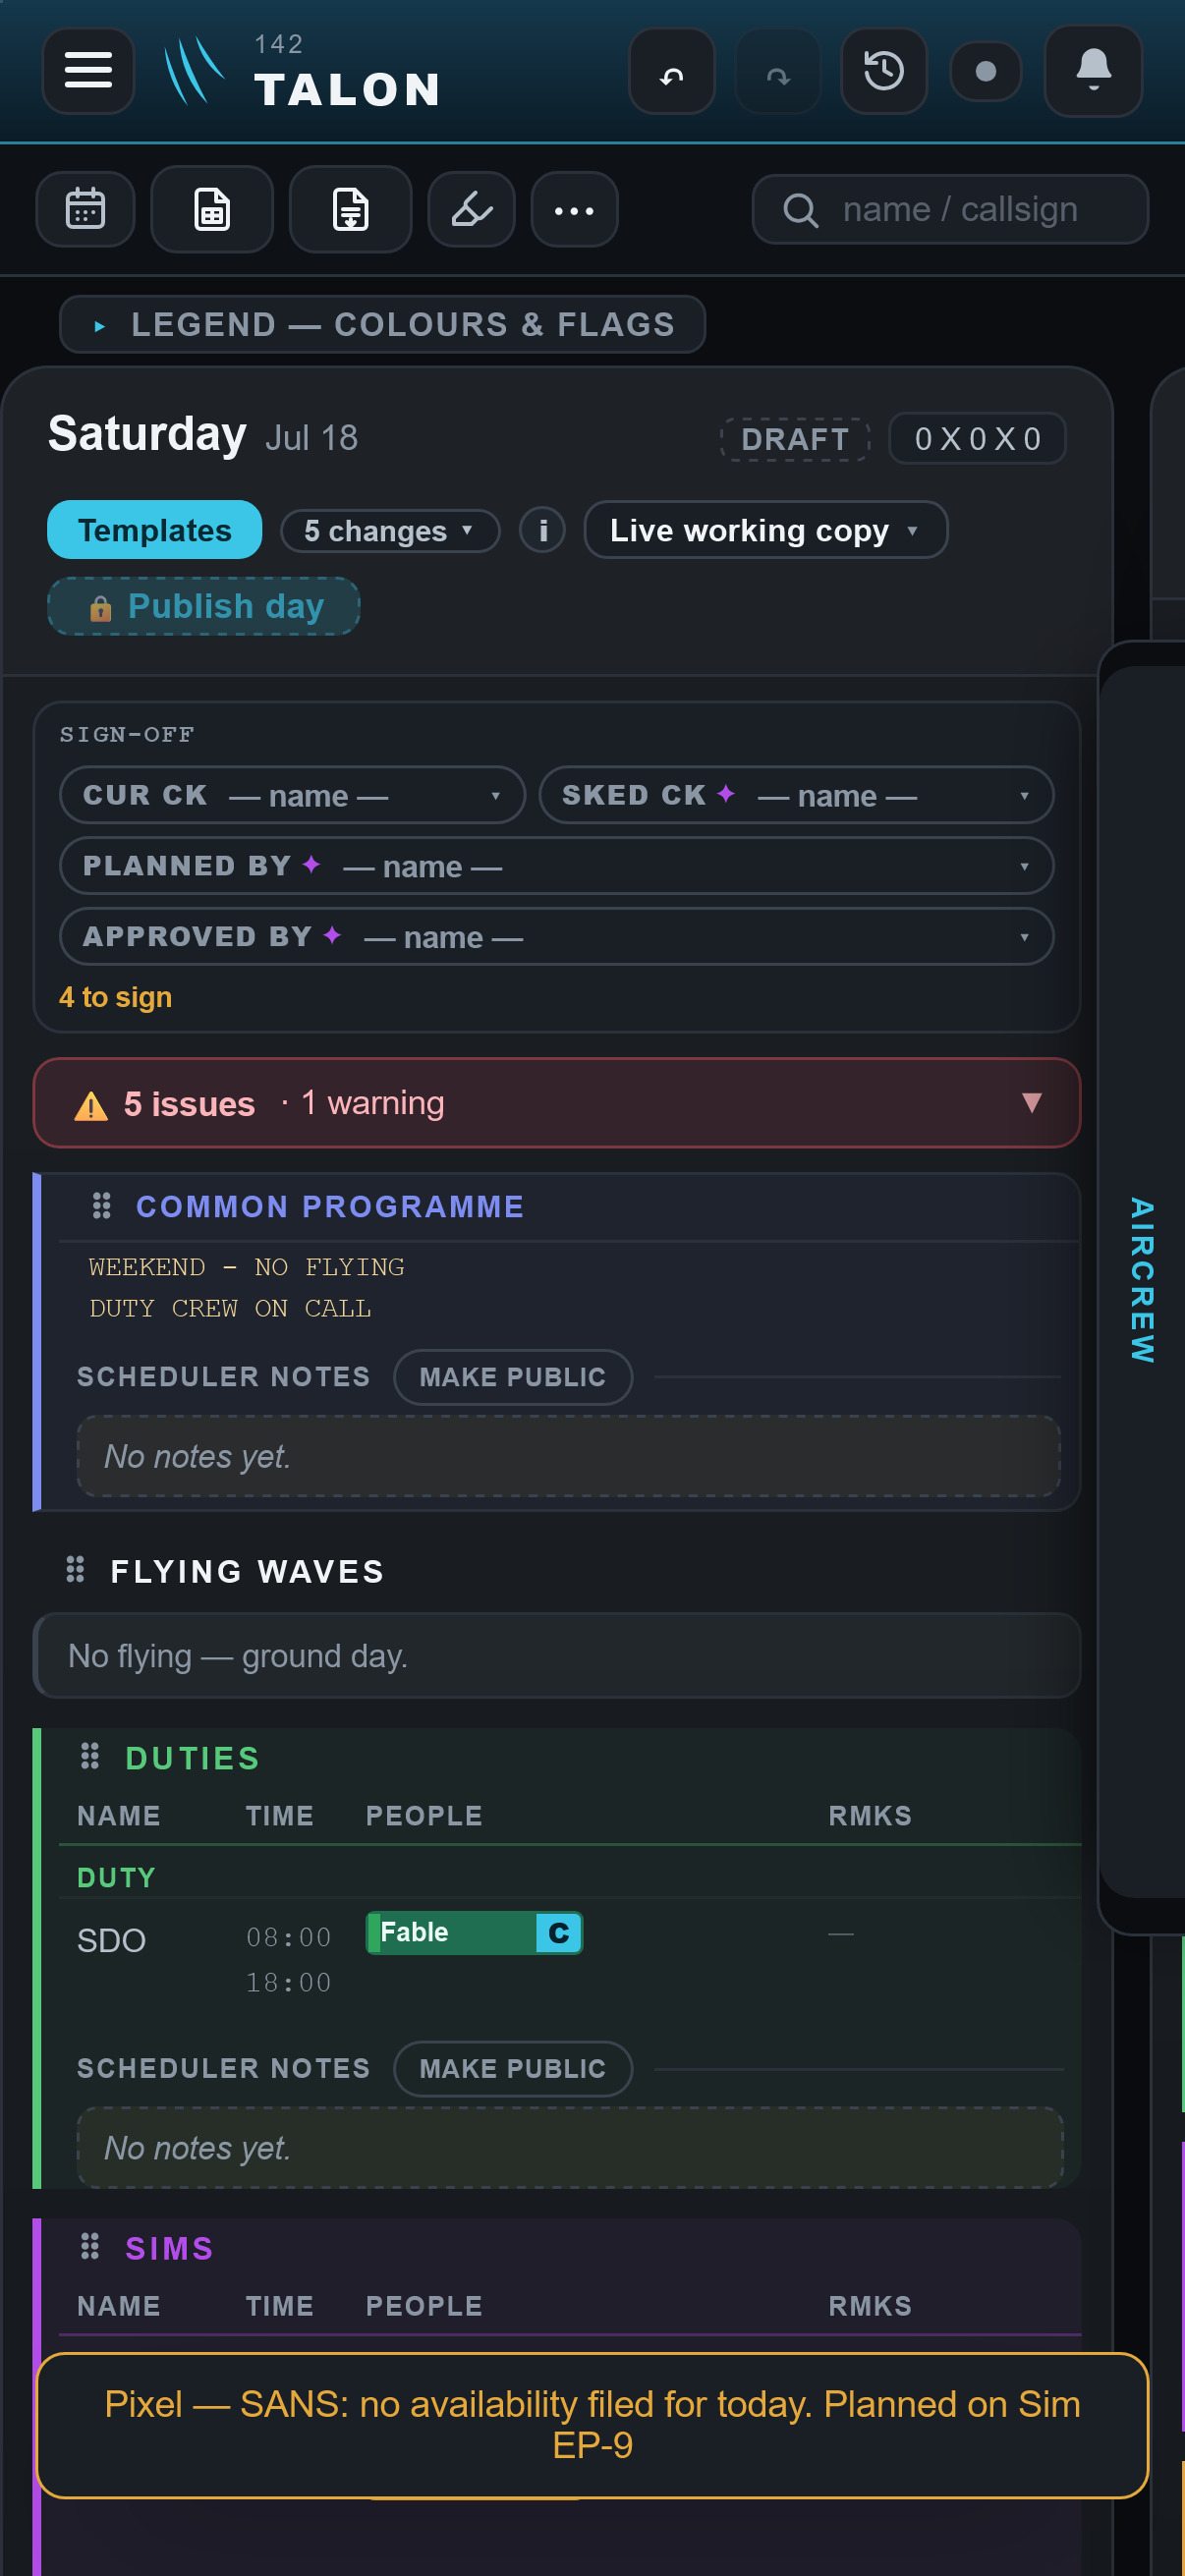 142
TALON
name / callsign
▸ LEGEND — COLOURS & FLAGS
Saturday Jul 18 DRAFT 0 X 0 X 0
Templates 5 changes ▾ i Live working copy ▾
🔒 Publish day
SIGN-OFF
CUR CK — name — ▾ SKED CK ✦ — name — ▾
PLANNED BY ✦ — name — ▾
APPROVED BY ✦ — name — ▾
4 to sign
⚠️ 5 issues · 1 warning ▼
AIRCREW
COMMON PROGRAMME
WEEKEND – NO FLYING
DUTY CREW ON CALL
SCHEDULER NOTES MAKE PUBLIC
No notes yet.
FLYING WAVES
No flying — ground day.
DUTIES
NAME TIME PEOPLE RMKS
DUTY
SDO 08:00 Fable C —
18:00
SCHEDULER NOTES MAKE PUBLIC
No notes yet.
SIMS
NAME TIME PEOPLE RMKS
Pixel — SANS: no availability filed for today. Planned on Sim
EP-9